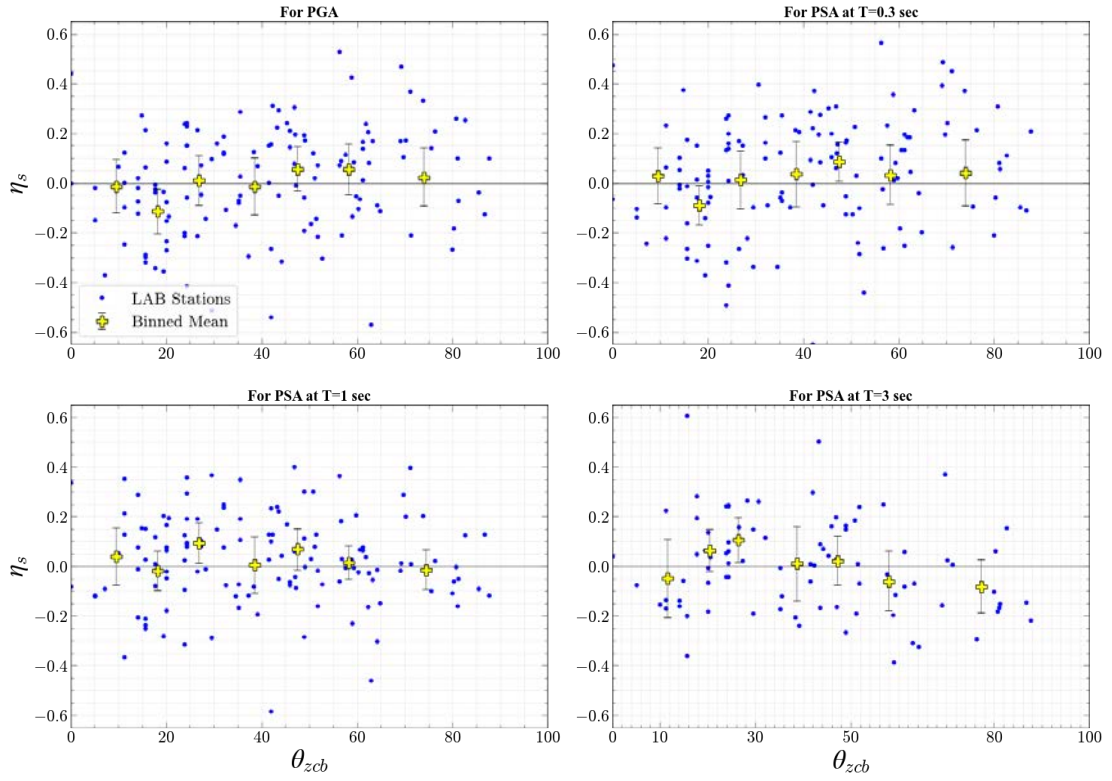 For PGA
For PSA at T=0.3 sec
0.6
0.4
0.2
0.0
−0.2
−0.4
−0.6
η_s
LAB Stations
Binned Mean
0 20 40 60 80 100
0.6
0.4
0.2
0.0
−0.2
−0.4
−0.6
0 20 40 60 80 100
For PSA at T=1 sec
For PSA at T=3 sec
0.6
0.4
0.2
0.0
−0.2
−0.4
−0.6
η_s
0 20 40 60 80 100
θ_zcb
0.6
0.4
0.2
0.0
−0.2
−0.4
−0.6
0 10 30 50 80 100
θ_zcb